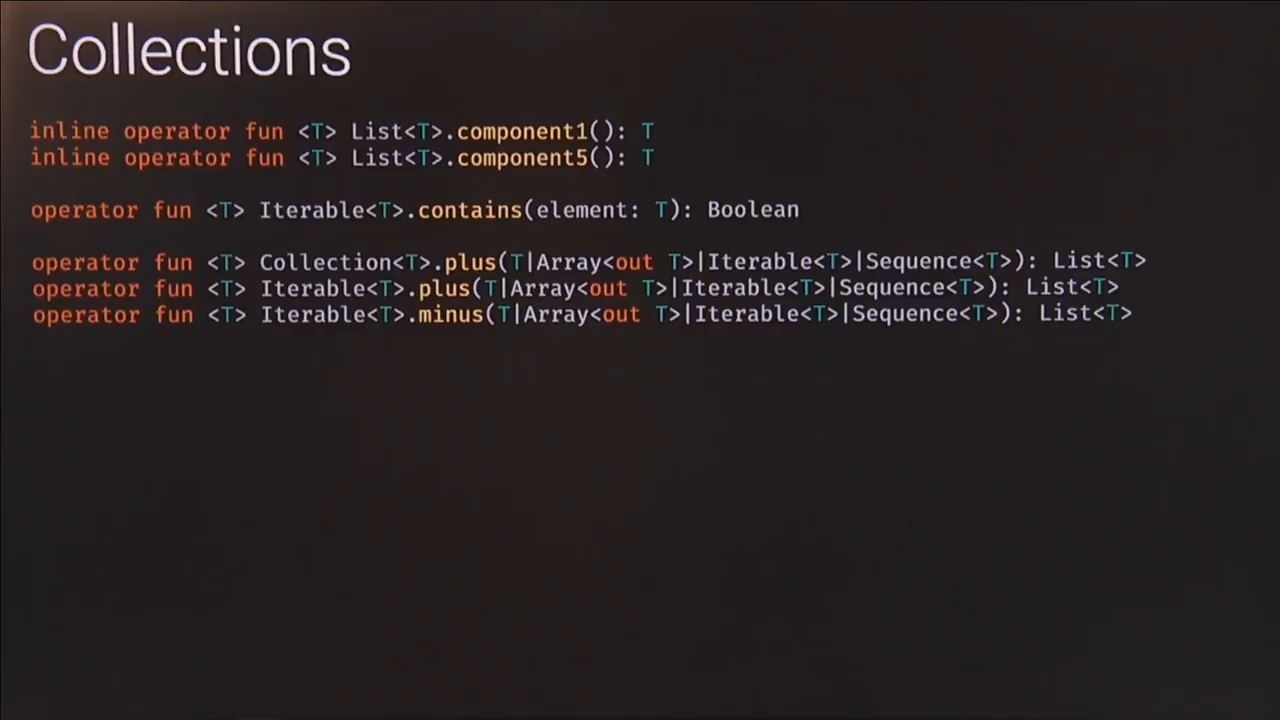 Collections
inline operator fun <T> List<T>.component1(): T
inline operator fun <T> List<T>.component5(): T
operator fun <T> Iterable<T>.contains(element: T): Boolean
operator fun <T> Collection<T>.plus(T|Array<out T>|Iterable<T>|Sequence<T>): List<T>
operator fun <T> Iterable<T>.plus(T|Array<out T>|Iterable<T>|Sequence<T>): List<T>
operator fun <T> Iterable<T>.minus(T|Array<out T>|Iterable<T>|Sequence<T>): List<T>